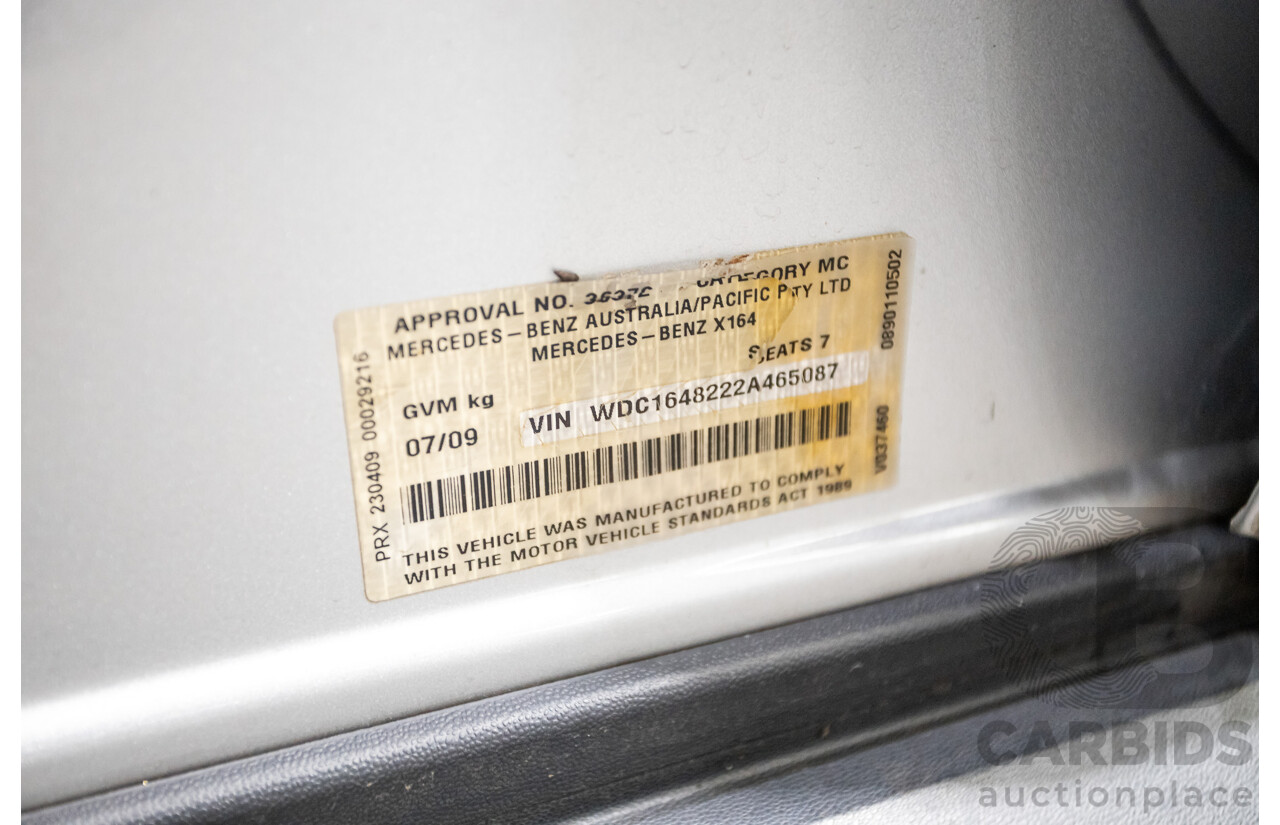 APPROVAL NO. CATEGORY MC
MERCEDES-BENZ AUSTRALIA/PACIFIC PTY LTD
MERCEDES-BENZ X164
SEATS 7
GVM kg
07/09
VIN WDC1648222A465087
THIS VEHICLE WAS MANUFACTURED TO COMPLY
WITH THE MOTOR VEHICLE STANDARDS ACT 1989
PRX 230409 00029216
0890110502
V037460
CARBIDS
auctionplace